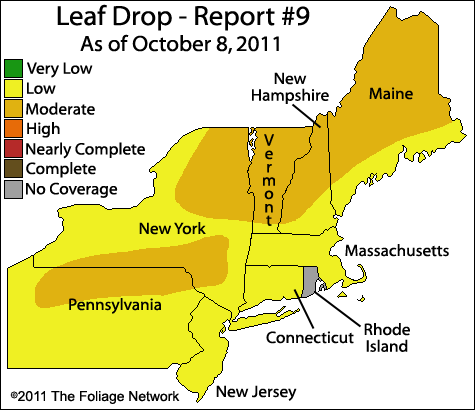 Leaf Drop - Report #9
As of October 8, 2011
Very Low
Low
Moderate
High
Nearly Complete
Complete
No Coverage
New
Hampshire
Maine
Vermont
New York
Massachusetts
Pennsylvania
Connecticut
Rhode
Island
New Jersey
©2011 The Foliage Network